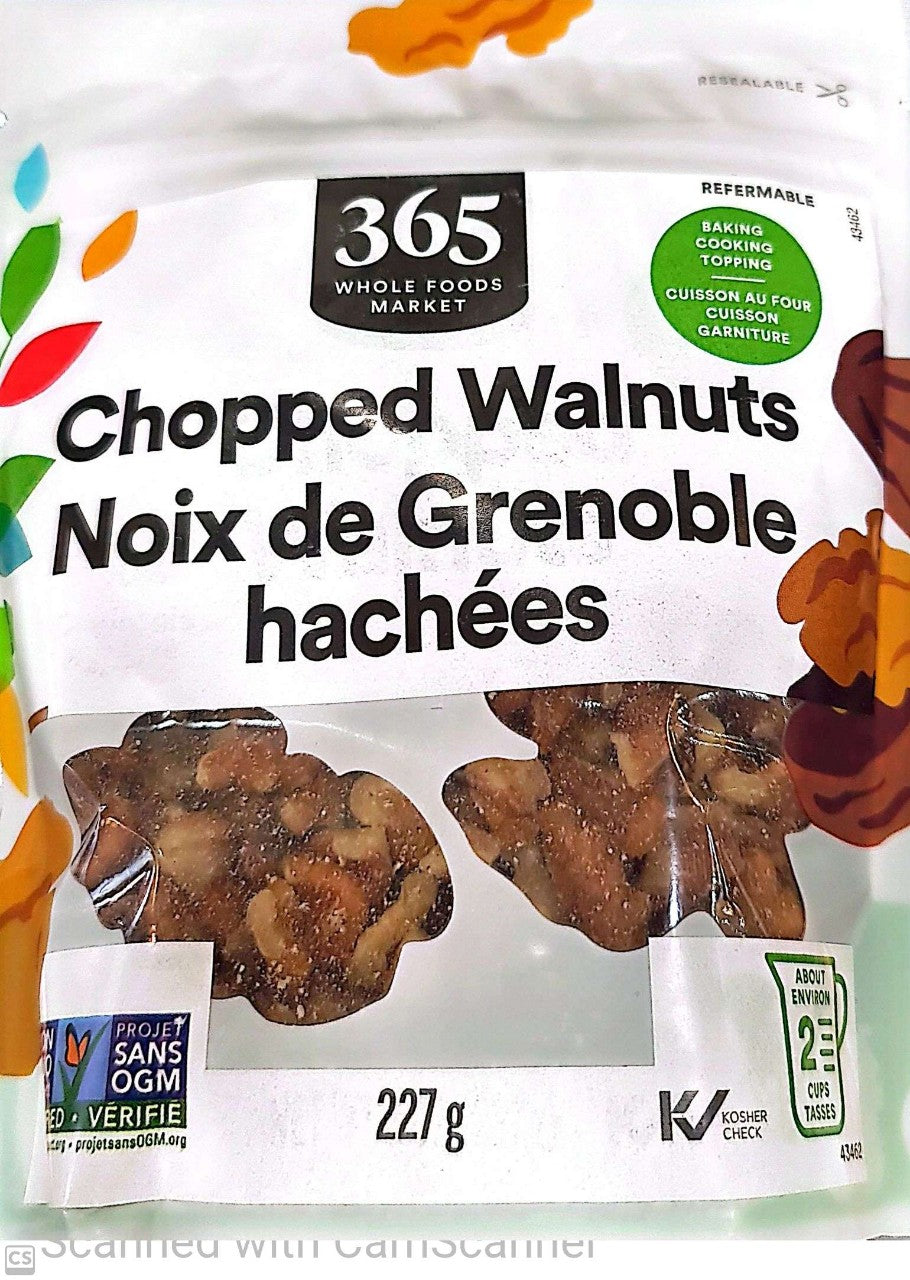 RESEALABLE
REFERMABLE
43462
365
WHOLE FOODS
MARKET
BAKING
COOKING
TOPPING
CUISSON AU FOUR
CUISSON
GARNITURE
Chopped Walnuts
Noix de Grenoble
hachées
PROJET
SANS
OGM
VÉRIFIÉ
projetsansOGM.org
227 g
KOSHER
CHECK
ABOUT
ENVIRON
2
CUPS
TASSES
43462
CS Scanned with CamScanner